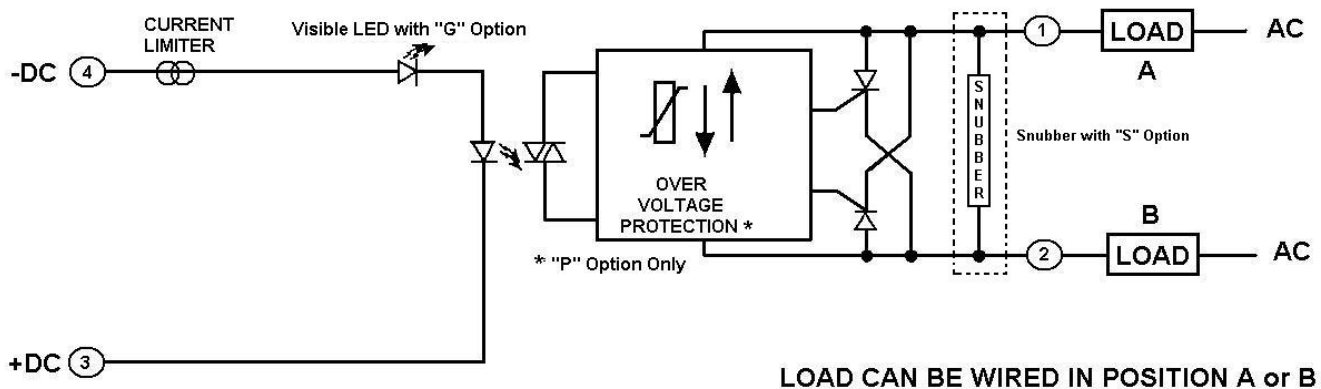 CURRENT
LIMITER
Visible LED with "G" Option
-DC 4
1
LOAD
AC
A
SNUBBER
Snubber with "S" Option
OVER
VOLTAGE
PROTECTION *
* "P" Option Only
B
2
LOAD
AC
+DC 3
LOAD CAN BE WIRED IN POSITION A or B